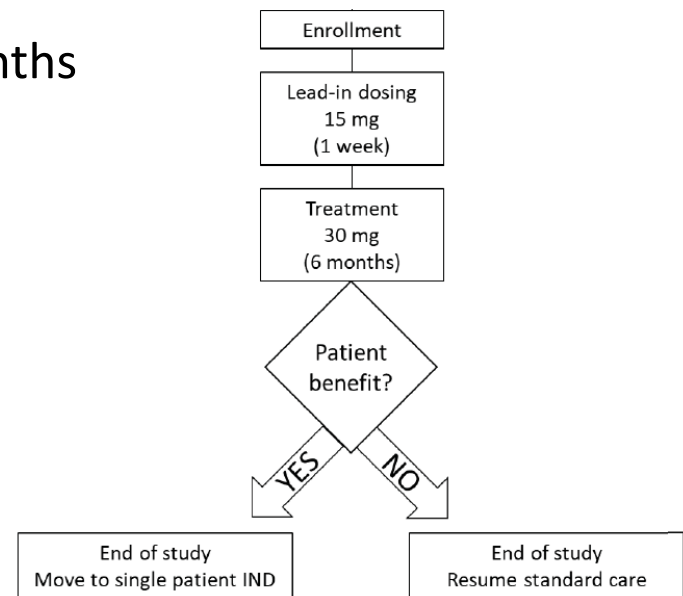 Enrollment
Lead-in dosing
15 mg
(1 week)
Treatment
30 mg
(6 months)
Patient
benefit?
YES
NO
End of study
Move to single patient IND
End of study
Resume standard care